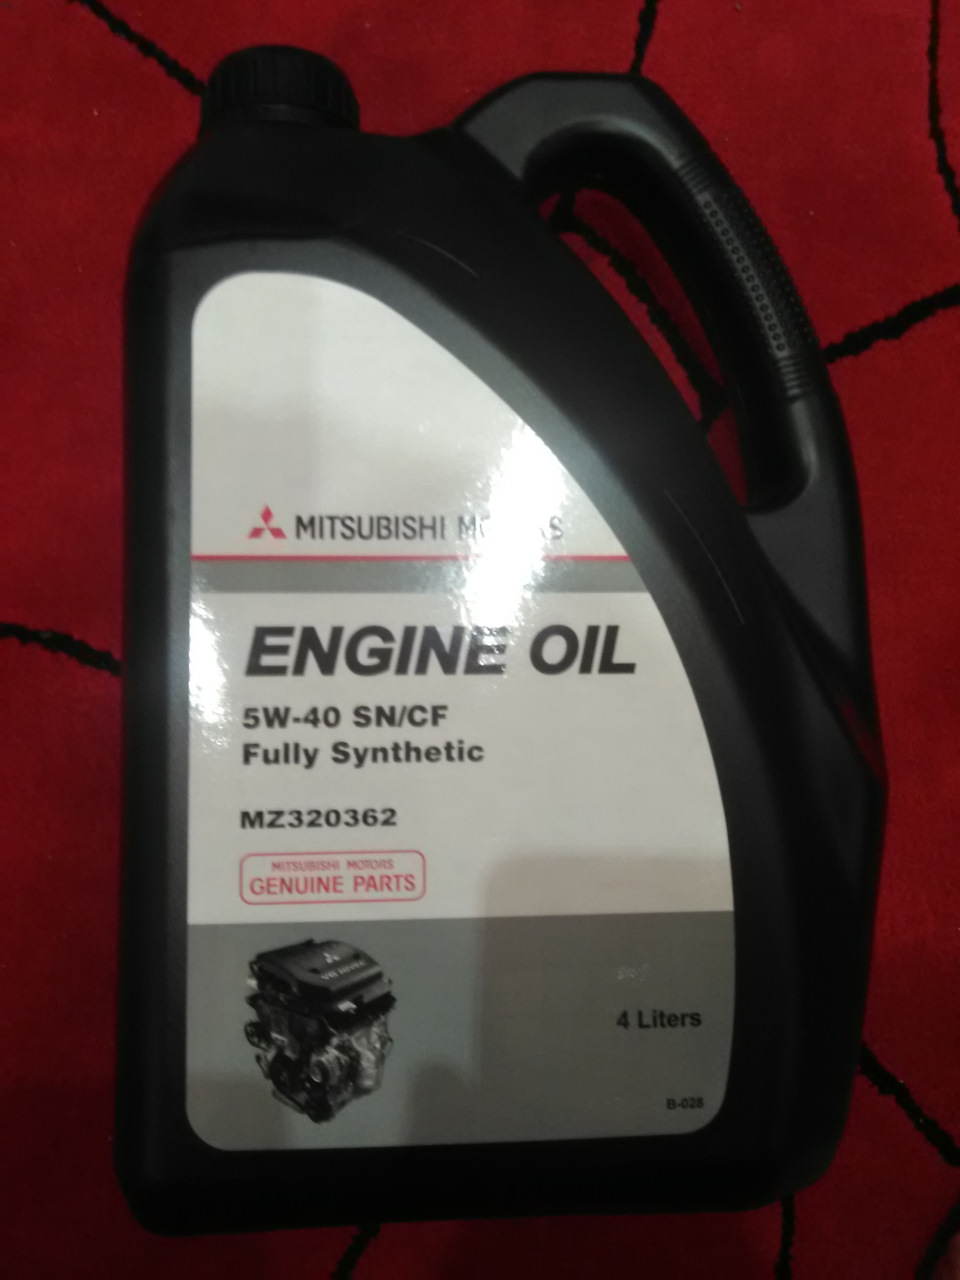 MITSUBISHI MOTORS
ENGINE OIL
5W-40 SN/CF
Fully Synthetic
MZ320362
MITSUBISHI MOTORS
GENUINE PARTS
4 Liters
B-028